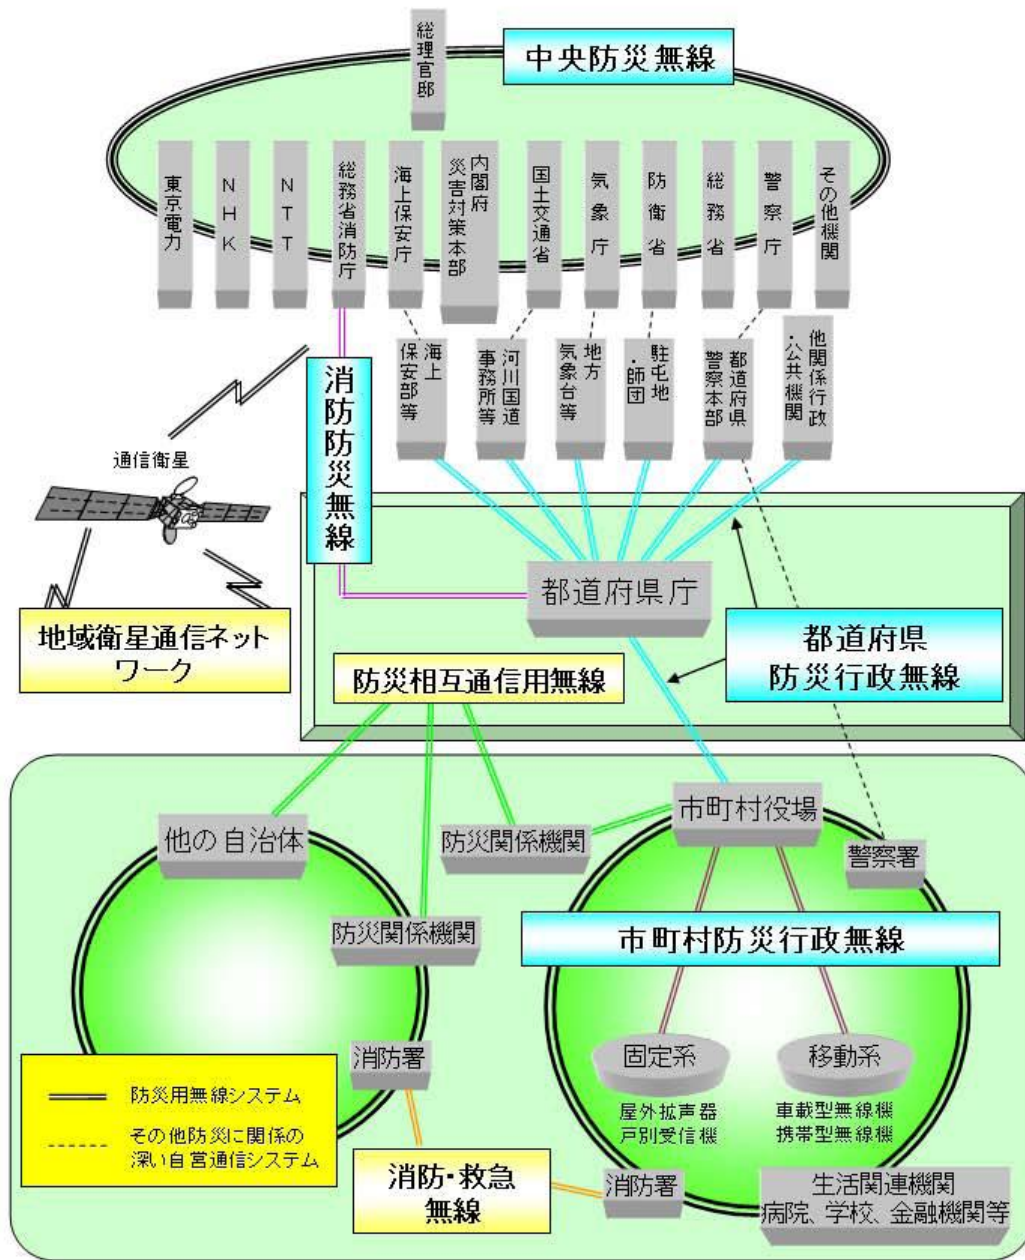 総理官邸
中央防災無線
東京電力
NHK
NTT
総務省消防庁
海上保安庁
内閣府
災害対策本部
国土交通省
気象庁
防衛省
総務省
警察庁
その他機関
海上
保安部等
河川国道
事務所等
地方
気象台等
駐屯地
・師団
都道府県
警察本部
他関係行政
・公共機関
消防防災無線
通信衛星
地域衛星通信ネット
ワーク
都道府県庁
都道府県
防災行政無線
防災相互通信用無線
他の自治体
防災関係機関
市町村役場
警察署
防災関係機関
市町村防災行政無線
消防署
固定系
移動系
屋外拡声器
戸別受信機
車載型無線機
携帯型無線機
防災用無線システム
その他防災に関係の
深い自営通信システム
消防・救急
無線
消防署
生活関連機関
病院、学校、金融機関等